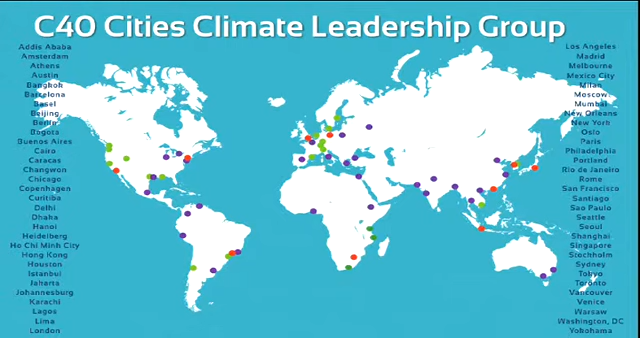 C40 Cities Climate Leadership Group
Addis Ababa
Amsterdam
Athens
Austin
Bangkok
Barcelona
Basel
Beijing
Berlin
Bogota
Buenos Aires
Cairo
Caracas
Changwon
Chicago
Copenhagen
Curitiba
Delhi
Dhaka
Hanoi
Heidelberg
Ho Chi Minh City
Hong Kong
Houston
Istanbul
Jakarta
Johannesburg
Karachi
Lagos
Lima
London
Los Angeles
Madrid
Melbourne
Mexico City
Milan
Moscow
Mumbai
New Orleans
New York
Oslo
Paris
Philadelphia
Portland
Rio de Janeiro
Rome
San Francisco
Santiago
Sao Paulo
Seattle
Seoul
Shanghai
Singapore
Stockholm
Sydney
Tokyo
Toronto
Vancouver
Venice
Warsaw
Washington, DC
Yokohama